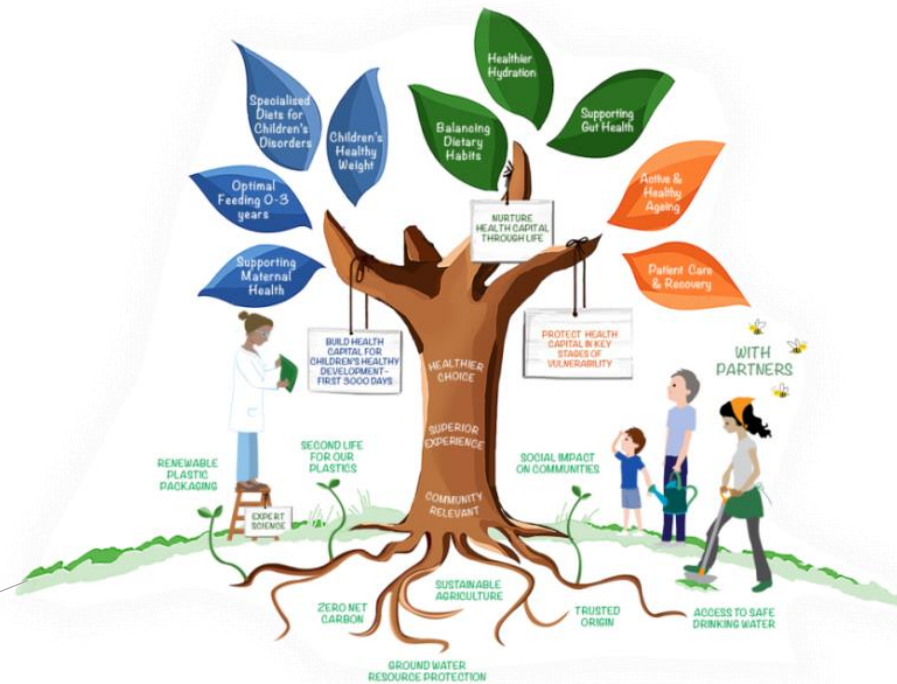 Healthier
Hydration
Specialised
Diets for
Children's
Disorders
Children's
Healthy
Weight
Balancing
Dietary
Habits
Supporting
Gut Health
Optimal
Feeding 0-3
years
Active &
Healthy
Ageing
Supporting
Maternal
Health
Patient Care
& Recovery
NURTURE
HEALTH CAPITAL
THROUGH LIFE
BUILD HEALTH
CAPITAL FOR
CHILDREN'S HEALTHY
DEVELOPMENT-
FIRST 3000 DAYS
PROTECT HEALTH
CAPITAL IN KEY
STAGES OF
VULNERABILITY
WITH
PARTNERS
HEALTHIER
CHOICE
SUPERIOR
EXPERIENCE
COMMUNITY
RELEVANT
RENEWABLE
PLASTIC
PACKAGING
SECOND LIFE
FOR OUR
PLASTICS
SOCIAL IMPACT
ON COMMUNITIES
EXPERT
SCIENCE
ZERO NET
CARBON
SUSTAINABLE
AGRICULTURE
TRUSTED
ORIGIN
ACCESS TO SAFE
DRINKING WATER
GROUND WATER
RESOURCE PROTECTION